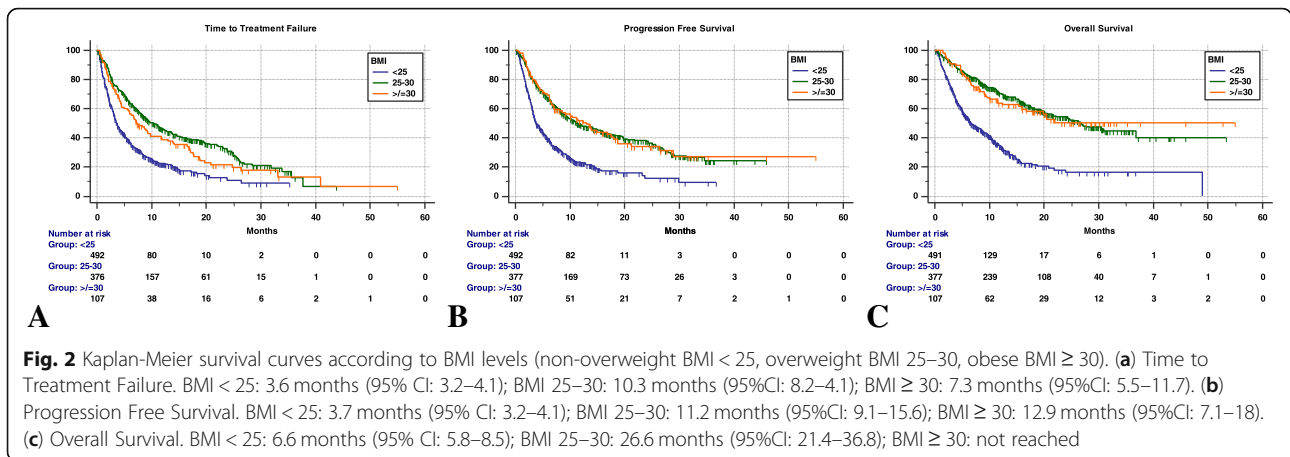 Time to Treatment Failure
BMI
<25
25-30
>/=30
100
80
60
40
20
0
0 10 20 30 40 50 60
Months
Number at risk
Group: <25
492 80 10 2 0 0 0
Group: 25-30
376 157 61 15 1 0 0
Group: >/=30
107 38 16 6 2 1 0
A
Progression Free Survival
BMI
<25
25-30
>/=30
100
80
60
40
20
0
0 10 20 30 40 50 60
Months
492 82 11 3 0 0 0
377 169 73 26 3 0 0
107 51 21 7 2 1 0
Number at risk
Group: <25
Group: 25-30
Group: >/=30
B
Overall Survival
BMI
<25
25-30
>/=30
100
80
60
40
20
0
0 10 20 30 40 50 60
Months
Number at risk
Group: <25
491 129 17 6 1 0 0
Group: 25-30
377 239 108 40 7 1 0
Group: >/=30
107 62 29 12 3 2 0
C
Fig. 2 Kaplan-Meier survival curves according to BMI levels (non-overweight BMI < 25, overweight BMI 25–30, obese BMI ≥ 30). (a) Time to
Treatment Failure. BMI < 25: 3.6 months (95% CI: 3.2–4.1); BMI 25–30: 10.3 months (95%CI: 8.2–4.1); BMI ≥ 30: 7.3 months (95%CI: 5.5–11.7). (b)
Progression Free Survival. BMI < 25: 3.7 months (95% CI: 3.2–4.1); BMI 25–30: 11.2 months (95%CI: 9.1–15.6); BMI ≥ 30: 12.9 months (95%CI: 7.1–18).
(c) Overall Survival. BMI < 25: 6.6 months (95% CI: 5.8–8.5); BMI 25–30: 26.6 months (95%CI: 21.4–36.8); BMI ≥ 30: not reached